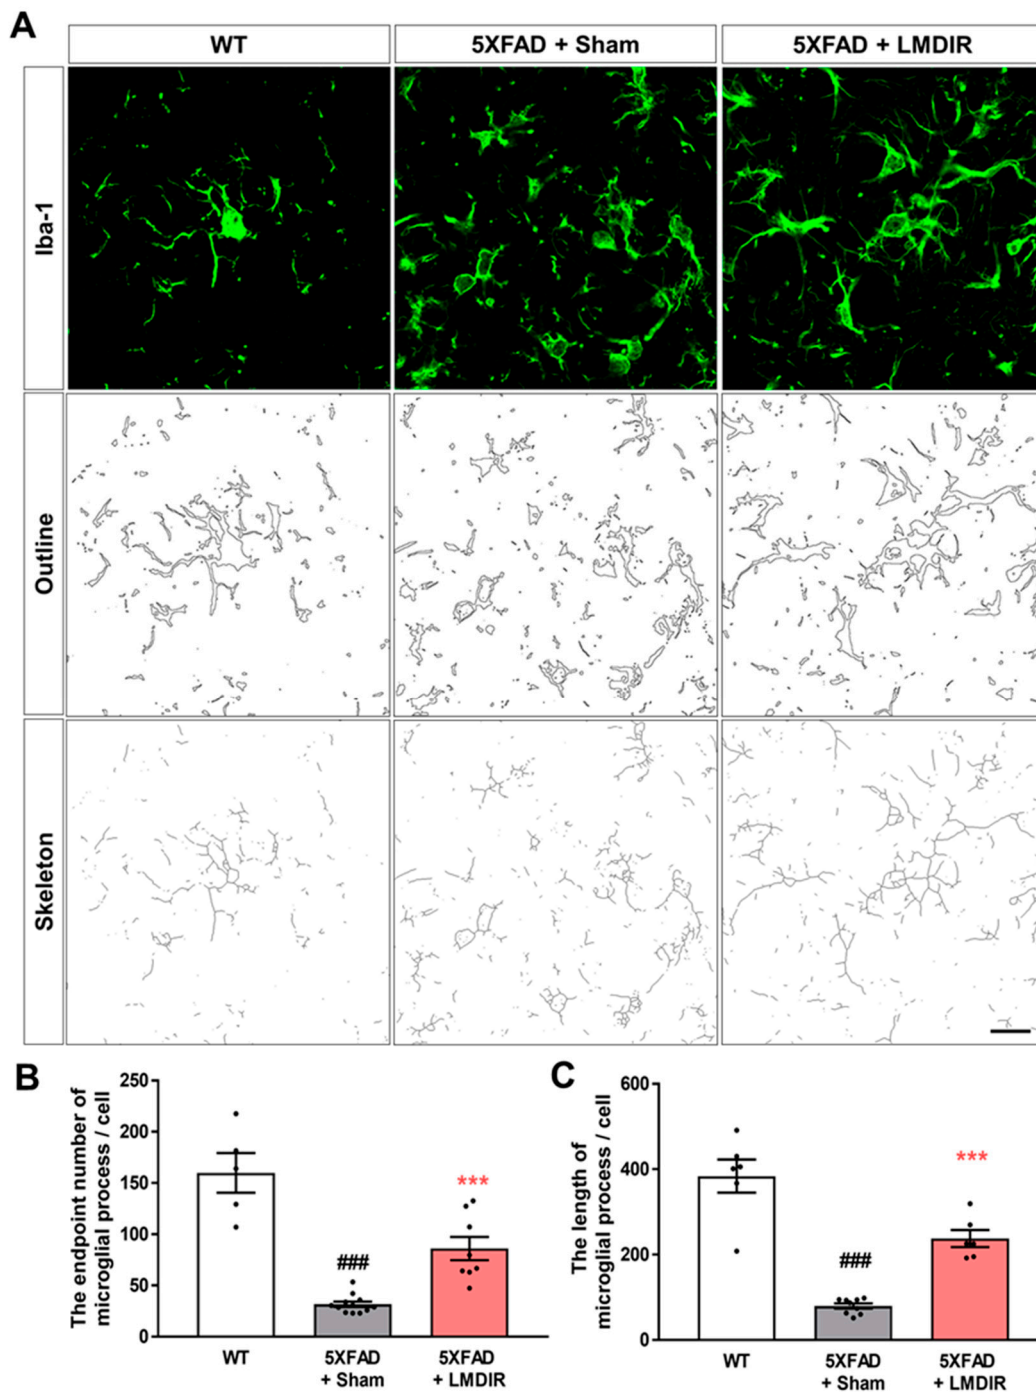 A
WT
5XFAD + Sham
5XFAD + LMDIR
Iba-1
Outline
Skeleton
B
The endpoint number of
microglial process / cell
250
200
150
100
50
0
###
***
WT
5XFAD
+ Sham
5XFAD
+ LMDIR
C
The length of
microglial process / cell
600
400
200
0
###
***
WT
5XFAD
+ Sham
5XFAD
+ LMDIR